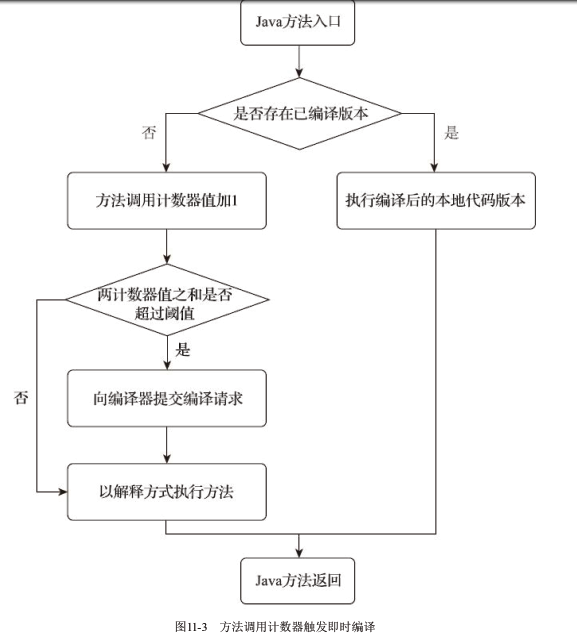 Java方法入口
是否存在已编译版本
否
是
方法调用计数器值加1
执行编译后的本地代码版本
两计数器值之和是否
超过阈值
是
否
向编译器提交编译请求
以解释方式执行方法
Java方法返回
图11-3 方法调用计数器触发即时编译